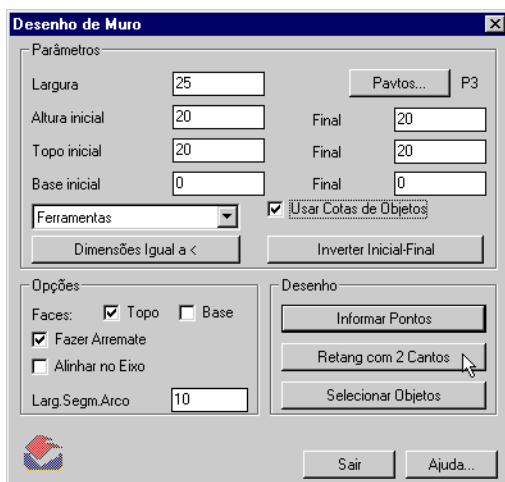 Desenho de Muro
Parâmetros
Largura 25 Pavtos... P3
Altura inicial 20 Final 20
Topo inicial 20 Final 20
Base inicial 0 Final 0
Ferramentas Usar Cotas de Objetos
Dimensões Igual a < Inverter Inicial-Final
Opções
Faces: Topo Base
Fazer Arremate
Alinhar no Eixo
Larg.Segm.Arco 10
Desenho
Informar Pontos
Retang com 2 Cantos
Selecionar Objetos
Sair Ajuda...